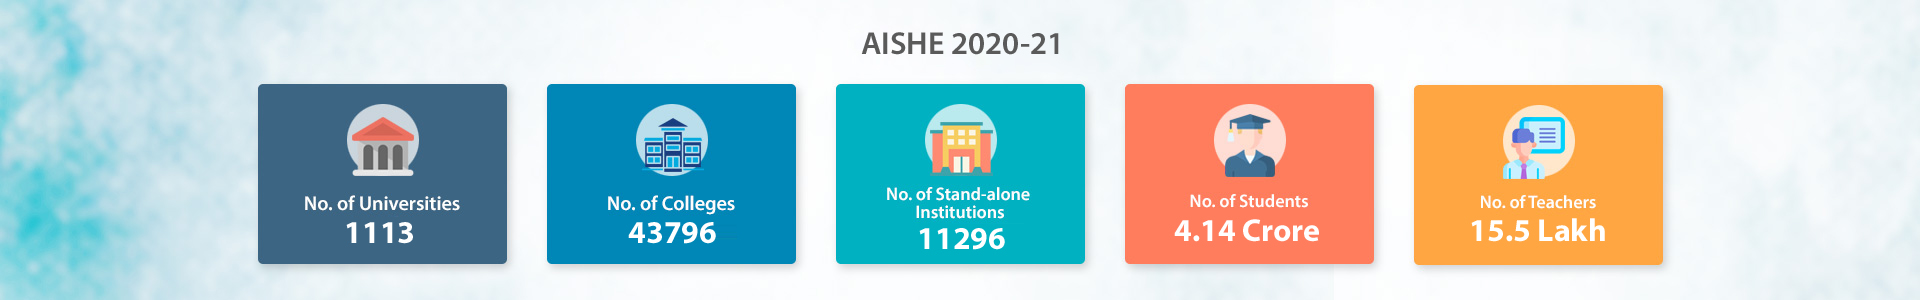 AISHE 2020-21
No. of Universities
1113
No. of Colleges
43796
No. of Stand-alone
Institutions
11296
No. of Students
4.14 Crore
No. of Teachers
15.5 Lakh